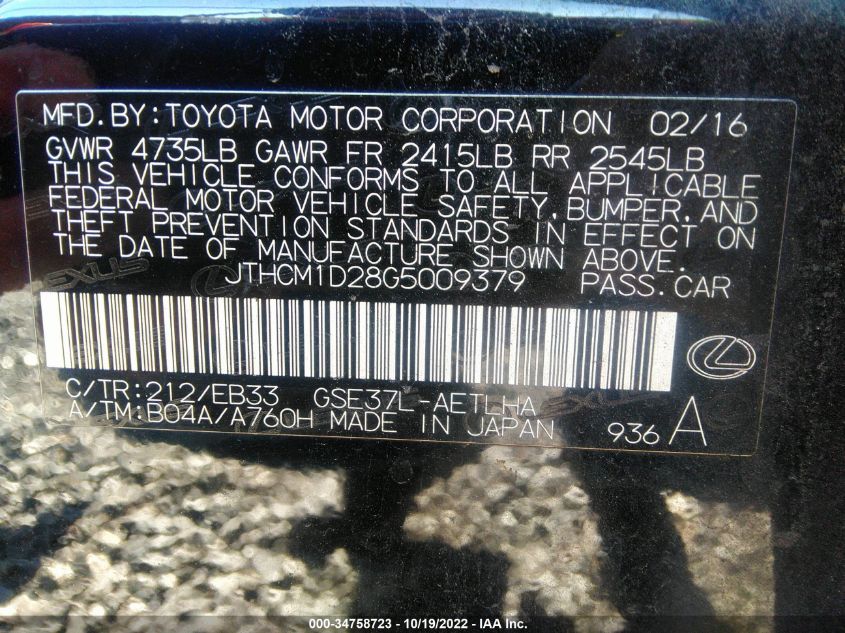 MFD.BY:TOYOTA MOTOR CORPORATION 02/16
GVWR 4735LB GAWR FR 2415LB RR 2545LB
THIS VEHICLE CONFORMS TO ALL APPLICABLE
FEDERAL MOTOR VEHICLE SAFETY,BUMPER,AND
THEFT PREVENTION STANDARDS IN EFFECT ON
THE DATE OF MANUFACTURE SHOWN ABOVE.
JTHCM1D28G5009379 PASS.CAR
C/TR:212/EB33 GSE37L-AETLHA
A/TM:B04A/A760H MADE IN JAPAN 936 A
000-34758723 - 10/19/2022 - IAA Inc.